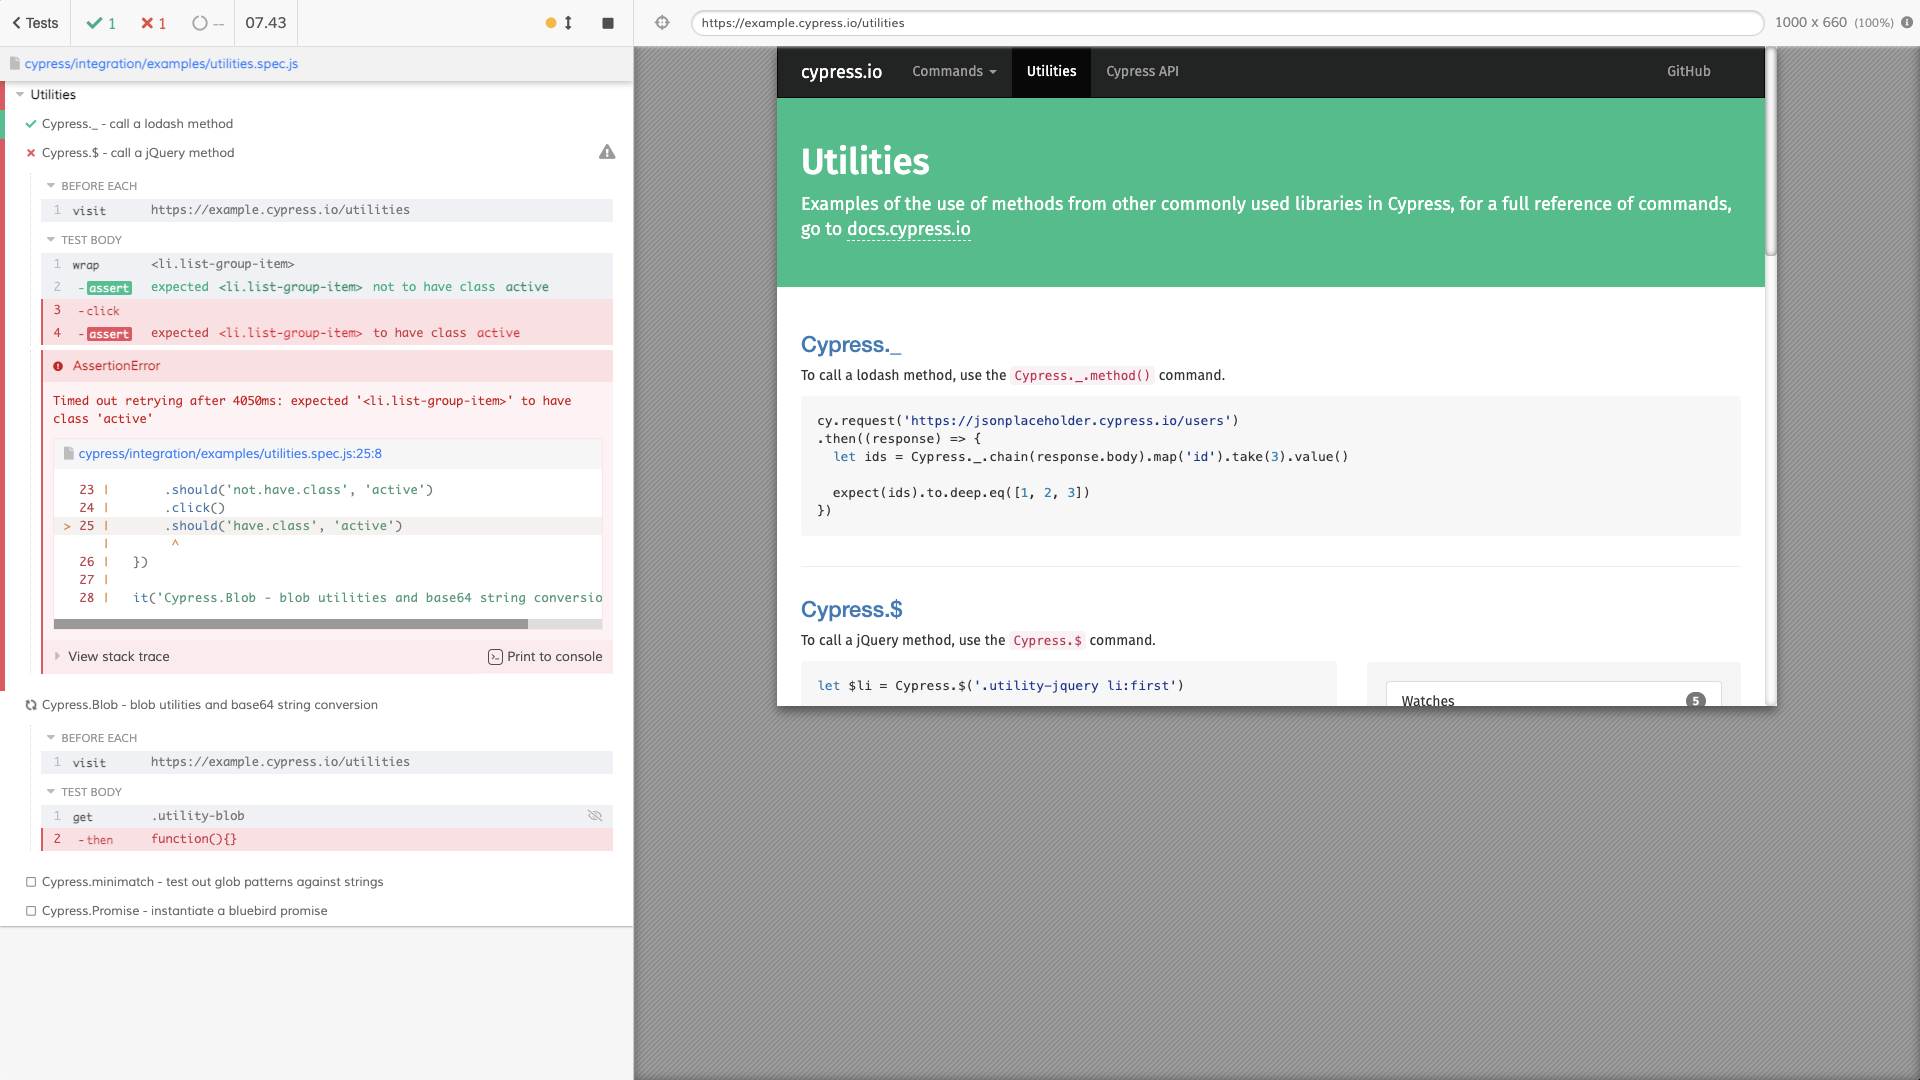 Tests
1
1
--
07.43
https://example.cypress.io/utilities
1000 x 660 (100%)
cypress/integration/examples/utilities.spec.js
Utilities
Cypress._ - call a lodash method
Cypress.$ - call a jQuery method
BEFORE EACH
1 visit https://example.cypress.io/utilities
TEST BODY
1 wrap <li.list-group-item>
2 -assert expected <li.list-group-item> not to have class active
3 -click
4 -assert expected <li.list-group-item> to have class active
AssertionError
Timed out retrying after 4050ms: expected '<li.list-group-item>' to have
class 'active'
cypress/integration/examples/utilities.spec.js:25:8
23 | .should('not.have.class', 'active')
24 | .click()
> 25 | .should('have.class', 'active')
| ^
26 | })
27 |
28 | it('Cypress.Blob - blob utilities and base64 string conversio
View stack trace
Print to console
Cypress.Blob - blob utilities and base64 string conversion
BEFORE EACH
1 visit https://example.cypress.io/utilities
TEST BODY
1 get .utility-blob
2 -then function(){}
Cypress.minimatch - test out glob patterns against strings
Cypress.Promise - instantiate a bluebird promise
cypress.io
Commands
Utilities
Cypress API
GitHub
Utilities
Examples of the use of methods from other commonly used libraries in Cypress, for a full reference of commands,
go to docs.cypress.io
Cypress._
To call a lodash method, use the Cypress._.method() command.
cy.request('https://jsonplaceholder.cypress.io/users')
.then((response) => {
let ids = Cypress._.chain(response.body).map('id').take(3).value()
expect(ids).to.deep.eq([1, 2, 3])
})
Cypress.$
To call a jQuery method, use the Cypress.$ command.
let $li = Cypress.$('.utility-jquery li:first')
Watches
5